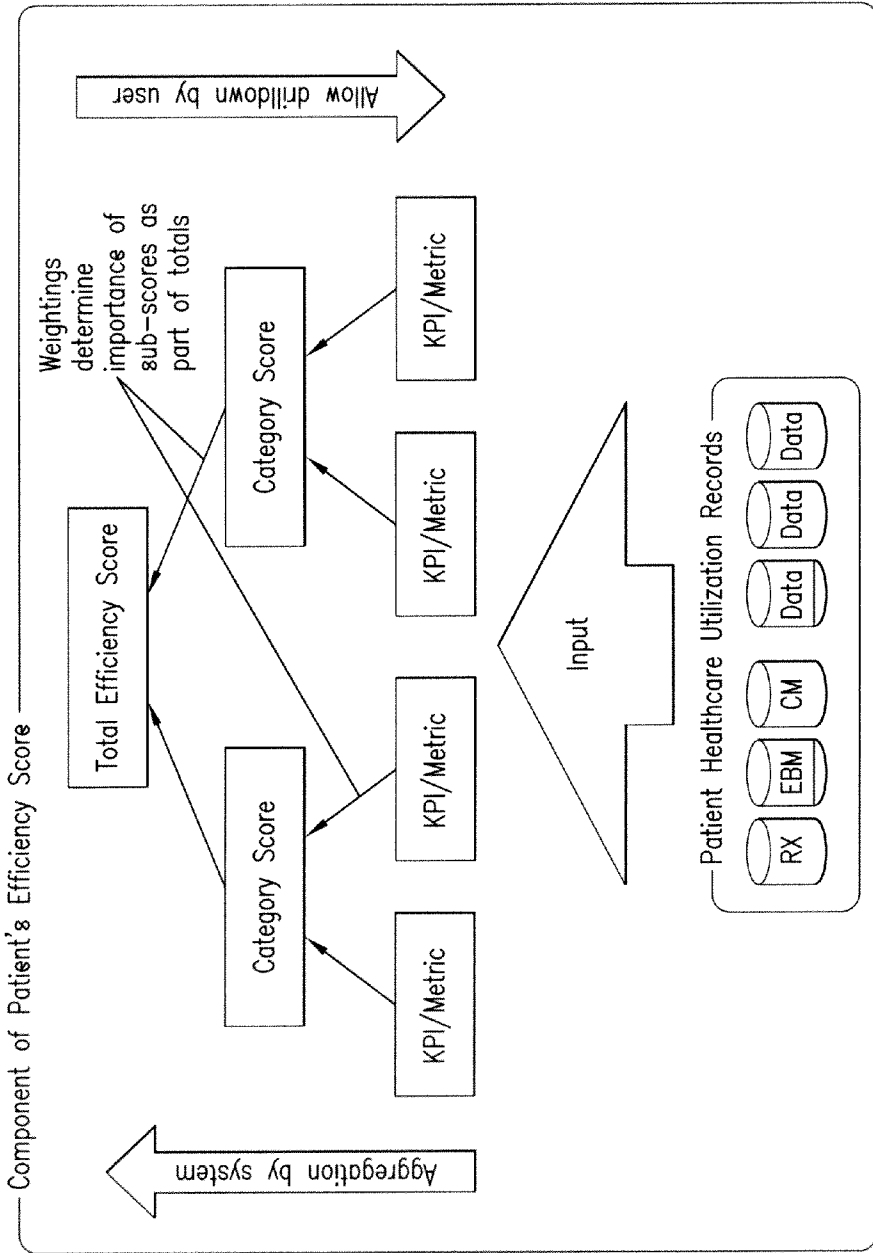 Component of Patient's Efficiency Score
Aggregation by system
Total Efficiency Score
Weightings
determine
importance of
sub-scores as
part of totals
Allow drilldown by user
Category Score
Category Score
KPI/Metric
KPI/Metric
KPI/Metric
KPI/Metric
Input
Patient Healthcare Utilization Records
RX
EBM
CM
Data
Data
Data